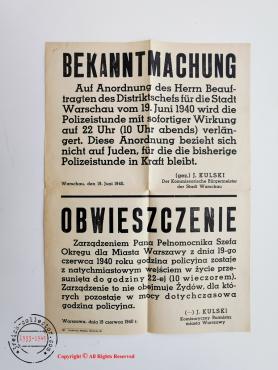 BEKANNTMACHUNG
Auf Anordnung des Herrn Beauf-
tragten des Distriktschefs für die Stadt
Warschau vom 19. Juni 1940 wird die
Polizeistunde mit sofortiger Wirkung
auf 22 Uhr (10 Uhr abends) verlän-
gert. Diese Anordnung bezieht sich
nicht auf Juden, für die die bisherige
Polizeistunde in Kraft bleibt.
(gez.) J. KULSKI
Der Kommissarische Bürgermeister
der Stadt Warschau
Warschau, den 19. Juni 1940.
OBWIESZCZENIE
Zarządzeniem Pana Pełnomocnika Szefa
Okręgu dla Miasta Warszawy z dnia 19-go
czerwca 1940 roku godzina policyjna zostaje
z natychmiastowym wejściem w życie prze-
sunięta do godziny 22-ej (10 wieczorem).
Zarządzenie to nie obejmuje Żydów, dla któ-
rych pozostaje w mocy dotychczasowa
godzina policyjna.
(—) J. KULSKI
Komisaryczny Burmistrz
miasta Warszawy
Warszawa, dnia 19 czerwca 1940 r.
1933-1945
Copyright © All Rights Reserved